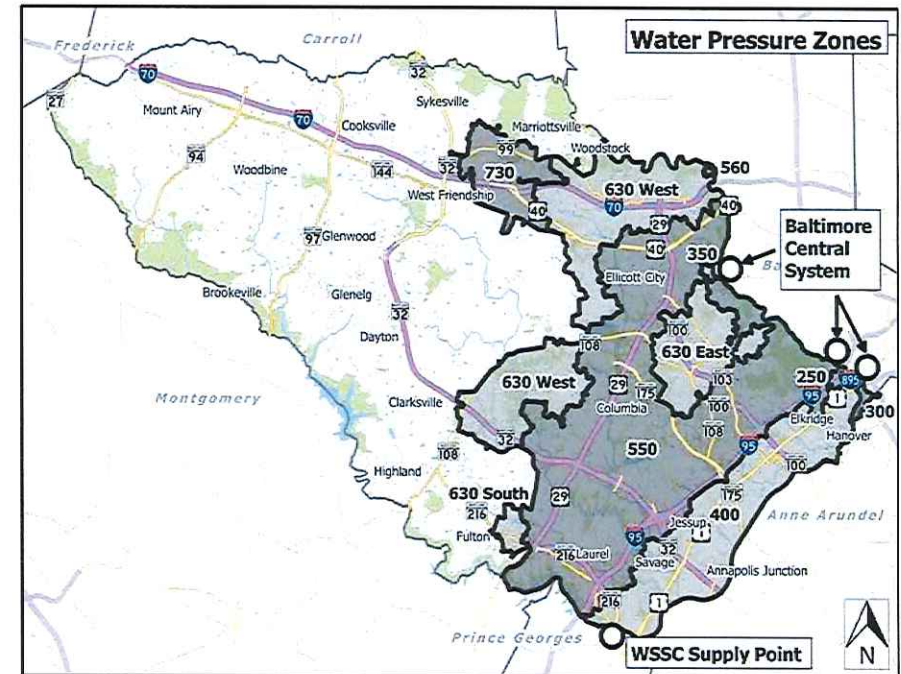 Water Pressure Zones
Frederick
Carroll
70
32
27
Mount Airy
Sykesville
70
Cooksville
Marriottsville
99
Woodstock
94
Woodbine
144
32
730
560
West Friendship
630 West
70
40
40
29
Baltimore
Central
System
97
Glenwood
40
350
Ellicott City
Brookeville
Glenelg
32
100
Dayton
108
630 East
630 West
29
175
103
250
895
95
1
300
Montgomery
Clarksville
Columbia
100
Elkridge
Hanover
32
108
108
550
95
100
Highland
630 South
29
175
216
400
Anne Arundel
Fulton
Jessup
1
95
32
216
Laurel
Savage
Annapolis Junction
216
1
Prince Georges
WSSC Supply Point
N